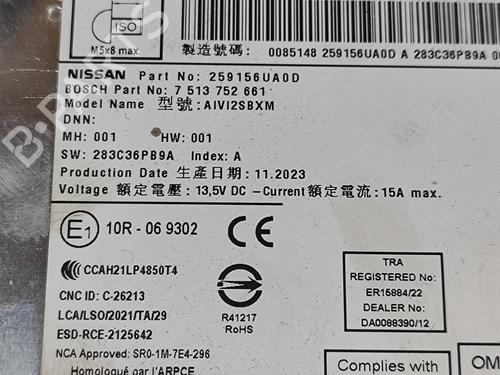 ISO
M5x8 max.
製造號碼: 0085148 259156UA0D A 283C36PB9A
NISSAN Part No: 259156UA0D
BOSCH Part No: 7 513 752 661
Model Name 型號: AIVI2SBXM
DNN:
MH: 001 HW: 001
SW: 283C36PB9A Index: A
Production Date 生產日期: 11.2023
Voltage 額定電壓: 13,5V DC -Current額定電流: 15A max.
E1 10R - 06 9302 CE
CCAH21LP4850T4
CNC ID: C-26213
LCA/LSO/2021/TA/29
ESD-RCE-2125642
NCA Approved: SR0-1M-7E4-296
Homologué par l'ARPCE
R41217
RoHS
TRA
REGISTERED No:
ER15884/22
DEALER No:
DA0088390/12
Complies with
OM
B-PARTS